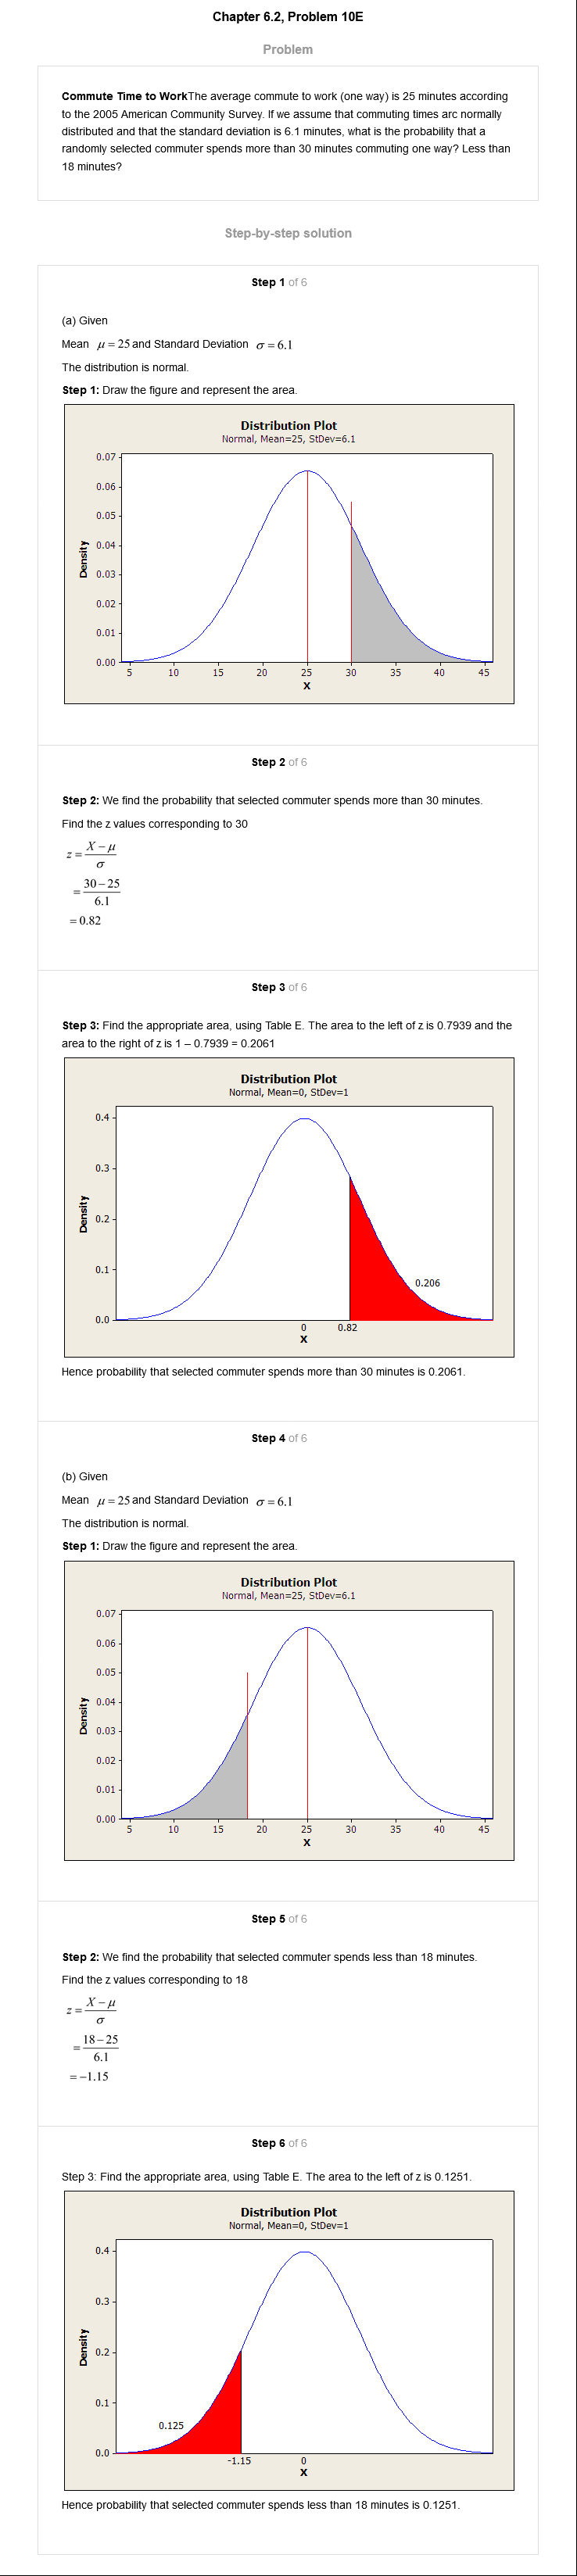 Chapter 6.2, Problem 10E
Problem
Commute Time to WorkThe average commute to work (one way) is 25 minutes according
to the 2005 American Community Survey. If we assume that commuting times arc normally
distributed and that the standard deviation is 6.1 minutes, what is the probability that a
randomly selected commuter spends more than 30 minutes commuting one way? Less than
18 minutes?
Step-by-step solution
Step 1 of 6
(a) Given
Mean μ = 25 and Standard Deviation σ = 6.1
The distribution is normal.
Step 1: Draw the figure and represent the area.
Distribution Plot
Normal, Mean=25, StDev=6.1
0.07
0.06
0.05
0.04
0.03
0.02
0.01
0.00
Density
5 10 15 20 25 30 35 40 45
X
Step 2 of 6
Step 2: We find the probability that selected commuter spends more than 30 minutes.
Find the z values corresponding to 30
z = (X − μ)/σ
= (30 − 25)/6.1
= 0.82
Step 3 of 6
Step 3: Find the appropriate area, using Table E. The area to the left of z is 0.7939 and the
area to the right of z is 1 – 0.7939 = 0.2061
Distribution Plot
Normal, Mean=0, StDev=1
0.4
0.3
0.2
0.1
0.0
Density
0.206
0 0.82
X
Hence probability that selected commuter spends more than 30 minutes is 0.2061.
Step 4 of 6
(b) Given
Mean μ = 25 and Standard Deviation σ = 6.1
The distribution is normal.
Step 1: Draw the figure and represent the area.
Distribution Plot
Normal, Mean=25, StDev=6.1
0.07
0.06
0.05
0.04
0.03
0.02
0.01
0.00
Density
5 10 15 20 25 30 35 40 45
X
Step 5 of 6
Step 2: We find the probability that selected commuter spends less than 18 minutes.
Find the z values corresponding to 18
z = (X − μ)/σ
= (18 − 25)/6.1
= −1.15
Step 6 of 6
Step 3: Find the appropriate area, using Table E. The area to the left of z is 0.1251.
Distribution Plot
Normal, Mean=0, StDev=1
0.4
0.3
0.2
0.1
0.0
Density
0.125
-1.15 0
X
Hence probability that selected commuter spends less than 18 minutes is 0.1251.